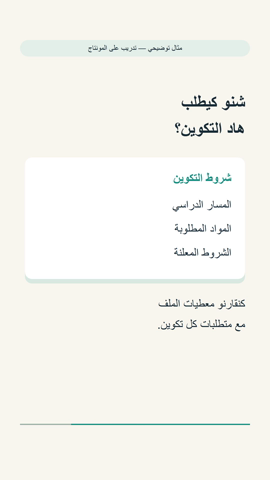 مثال توضيحي — تدريب على المونتاج
شنو كيطلب
هاد التكوين؟
شروط التكوين
المسار الدراسي
المواد المطلوبة
الشروط المعلنة
كنقارنو معطيات الملف
مع متطلبات كل تكوين.